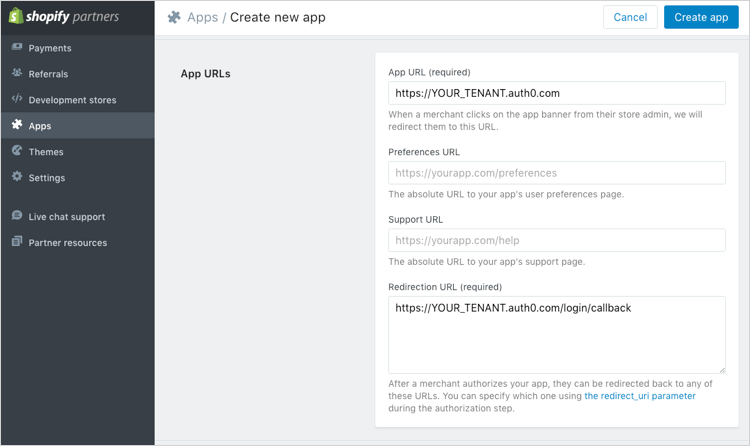 shopify partners
Apps / Create new app
Cancel
Create app
Payments
Referrals
Development stores
Apps
Themes
Settings
Live chat support
Partner resources
App URLs
App URL (required)
https://YOUR_TENANT.auth0.com
When a merchant clicks on the app banner from their store admin, we will
redirect them to this URL.
Preferences URL
https://yourapp.com/preferences
The absolute URL to your app's user preferences page.
Support URL
https://yourapp.com/help
The absolute URL to your app's support page.
Redirection URL (required)
https://YOUR_TENANT.auth0.com/login/callback
After a merchant authorizes your app, they can be redirected back to any of
these URLs. You can specify which one using the redirect_uri parameter
during the authorization step.